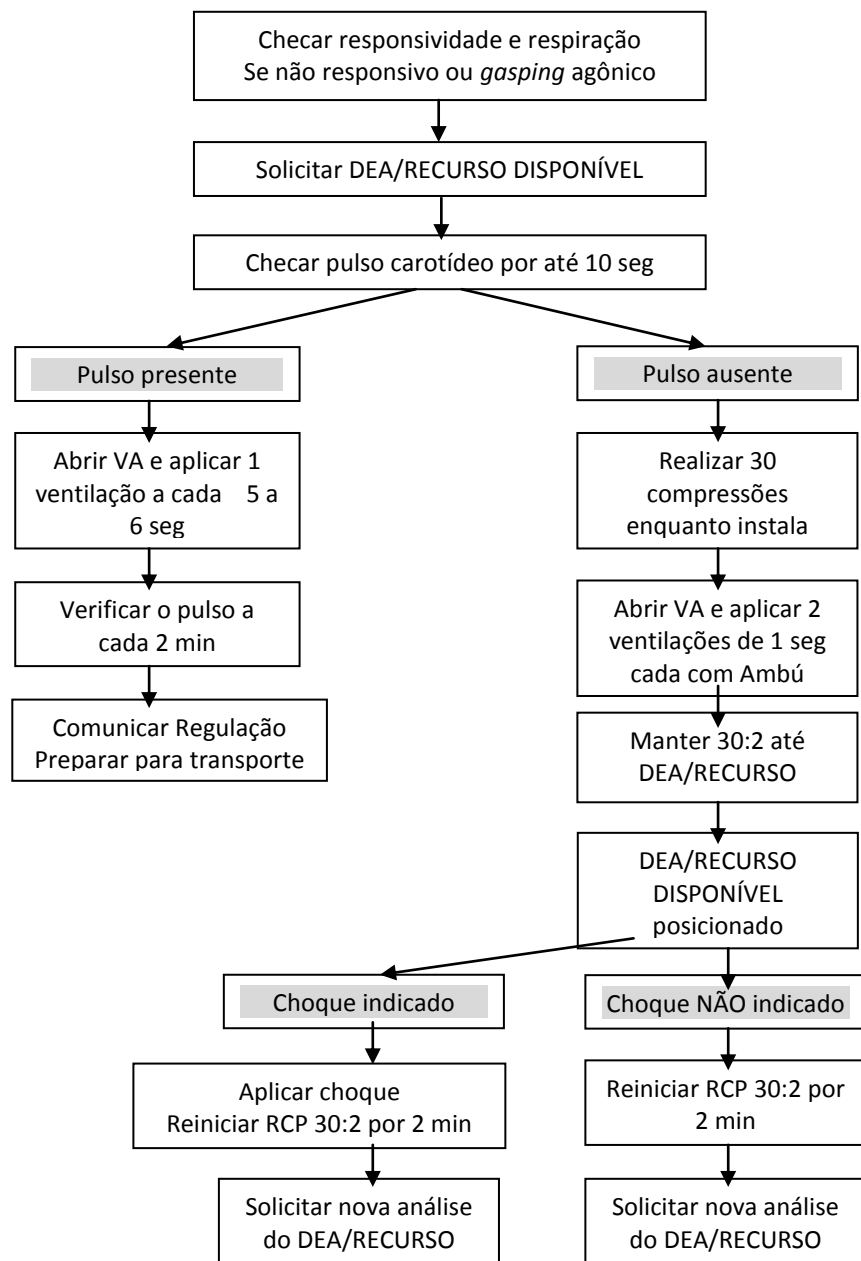 Checar responsividade e respiração
Se não responsivo ou gasping agônico
Solicitar DEA/RECURSO DISPONÍVEL
Checar pulso carotídeo por até 10 seg
Pulso presente
Abrir VA e aplicar 1
ventilação a cada 5 a
6 seg
Verificar o pulso a
cada 2 min
Comunicar Regulação
Preparar para transporte
Pulso ausente
Realizar 30
compressões
enquanto instala
Abrir VA e aplicar 2
ventilações de 1 seg
cada com Ambú
Manter 30:2 até
DEA/RECURSO
DEA/RECURSO
DISPONÍVEL
posicionado
Choque indicado
Aplicar choque
Reiniciar RCP 30:2 por 2 min
Solicitar nova análise
do DEA/RECURSO
Choque NÃO indicado
Reiniciar RCP 30:2 por
2 min
Solicitar nova análise
do DEA/RECURSO